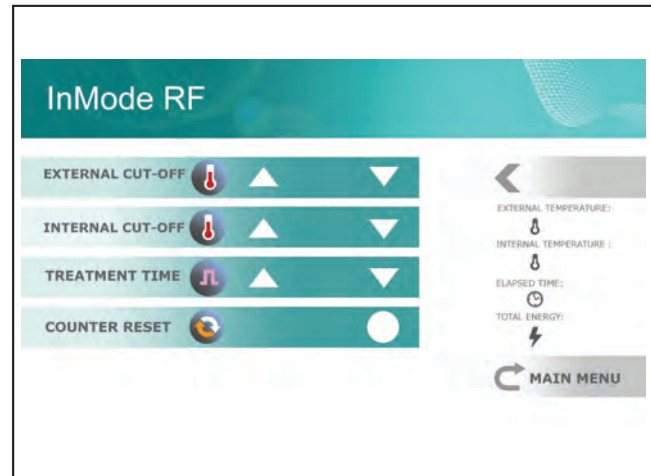 InMode RF
EXTERNAL CUT-OFF
INTERNAL CUT-OFF
TREATMENT TIME
COUNTER RESET
EXTERNAL TEMPERATURE:
INTERNAL TEMPERATURE :
ELAPSED TIME:
TOTAL ENERGY:
MAIN MENU